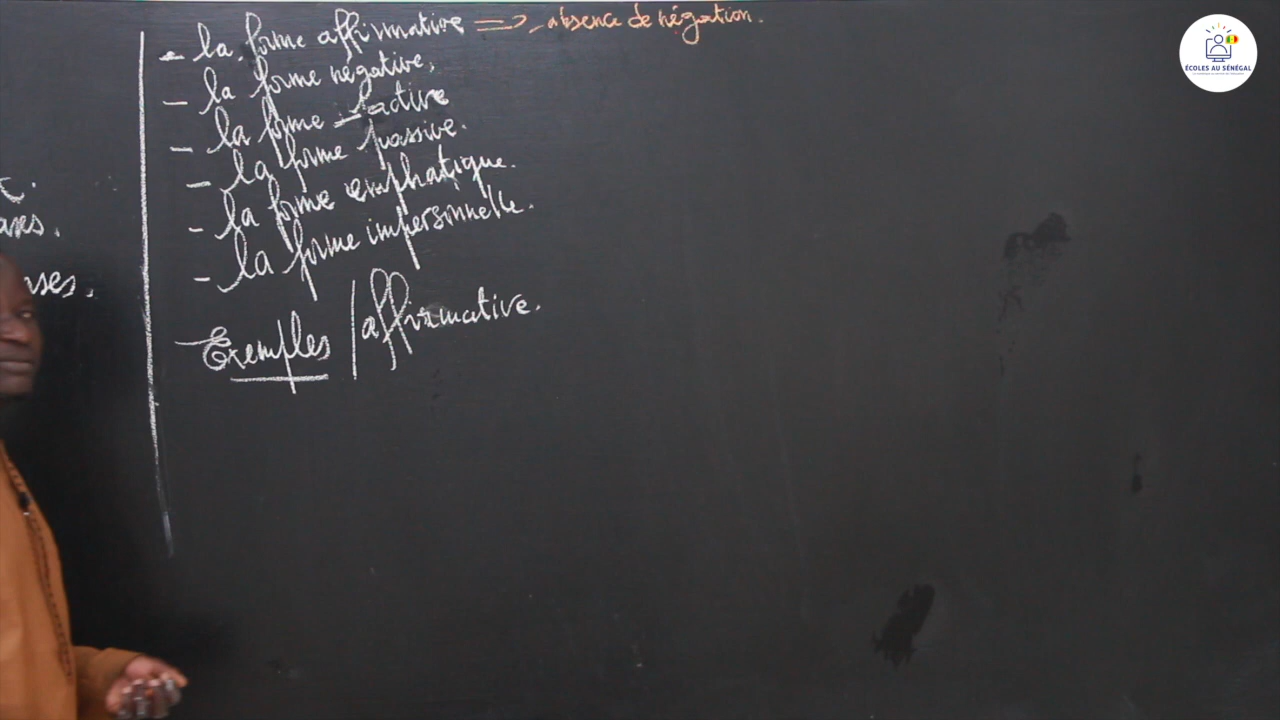 - la forme affirmative => absence de négation.
- la forme négative,
- la forme active
- la forme passive.
- la forme emphatique.
- la forme impersonnelle.
Exemples / affirmative.
ÉCOLES AU SÉNÉGAL